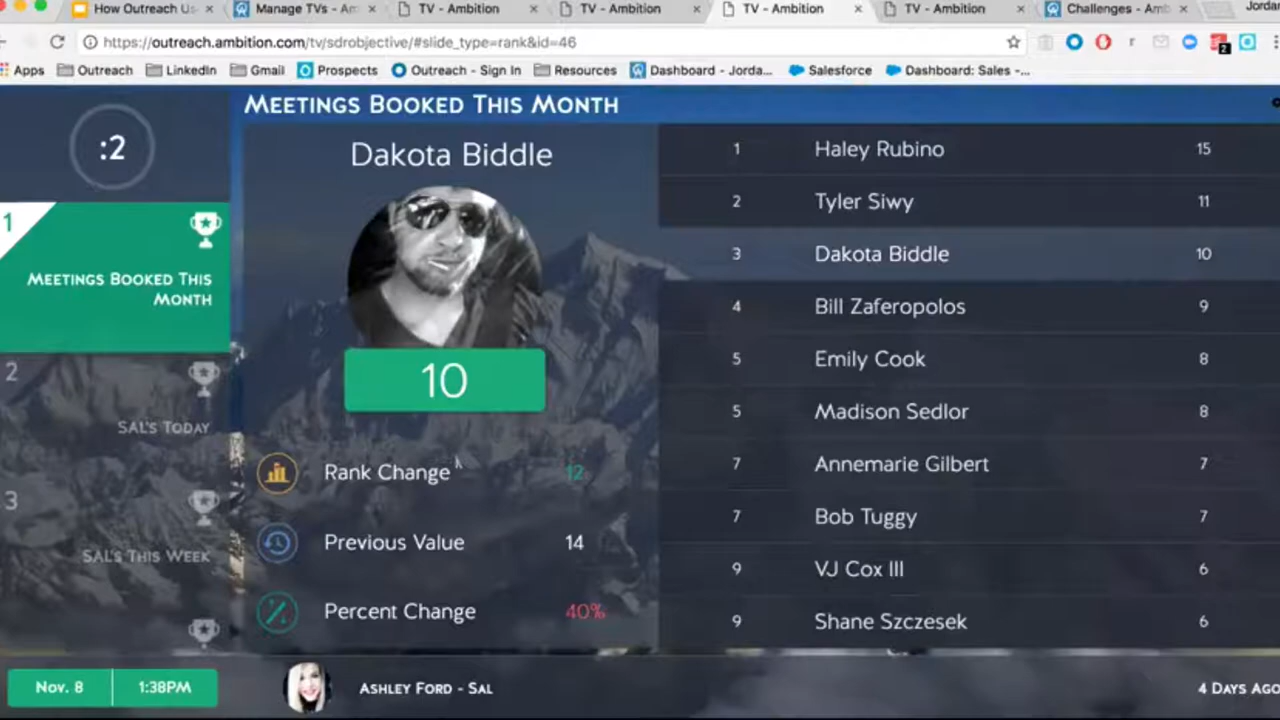 How Outreach Us
Manage TVs - Am
TV - Ambition
TV - Ambition
TV - Ambition
TV - Ambition
Challenges - Amb
Jordan
https://outreach.ambition.com/tv/sdrobjective/#slide_type=rank&id=46
2
Apps
Outreach
LinkedIn
Gmail
Prospects
Outreach - Sign In
Resources
Dashboard - Jorda...
Salesforce
Dashboard: Sales -...
:2
1
MEETINGS BOOKED THIS
MONTH
2
SAL'S TODAY
3
SAL'S THIS WEEK
MEETINGS BOOKED THIS MONTH
Dakota Biddle
10
Rank Change 12
Previous Value 14
Percent Change 40%
1 Haley Rubino 15
2 Tyler Siwy 11
3 Dakota Biddle 10
4 Bill Zaferopolos 9
5 Emily Cook 8
5 Madison Sedlor 8
7 Annemarie Gilbert 7
7 Bob Tuggy 7
9 VJ Cox III 6
9 Shane Szczesek 6
Nov. 8 1:38PM
ASHLEY FORD - SAL
4 DAYS AGO